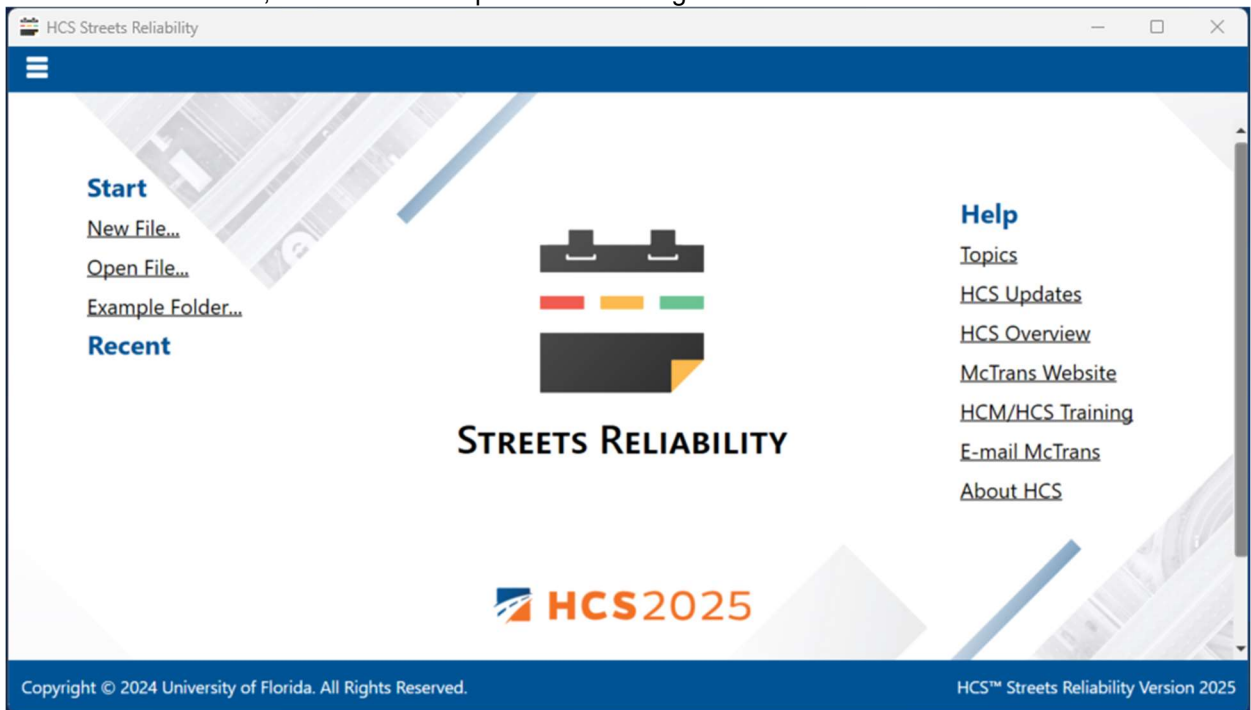 HCS Streets Reliability
Start
New File...
Open File...
Example Folder...
Recent
STREETS RELIABILITY
HCS2025
Help
Topics
HCS Updates
HCS Overview
McTrans Website
HCM/HCS Training
E-mail McTrans
About HCS
Copyright © 2024 University of Florida. All Rights Reserved.
HCS™ Streets Reliability Version 2025